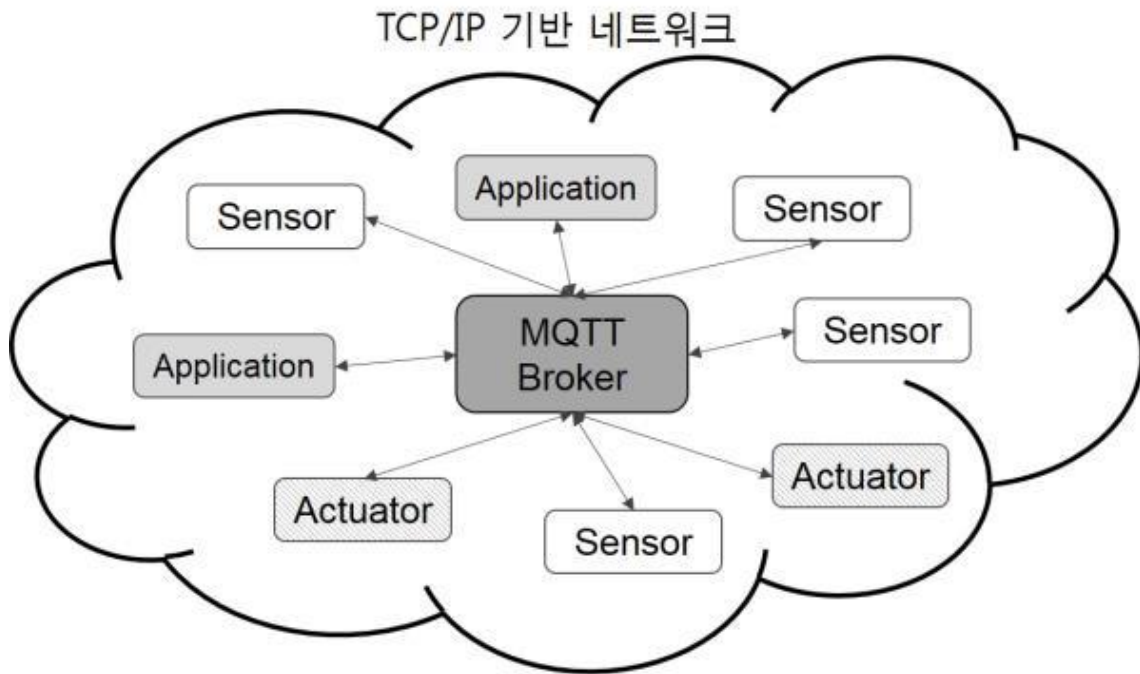 TCP/IP 기반 네트워크
Application
Sensor
Sensor
MQTT
Broker
Sensor
Application
Actuator
Actuator
Sensor